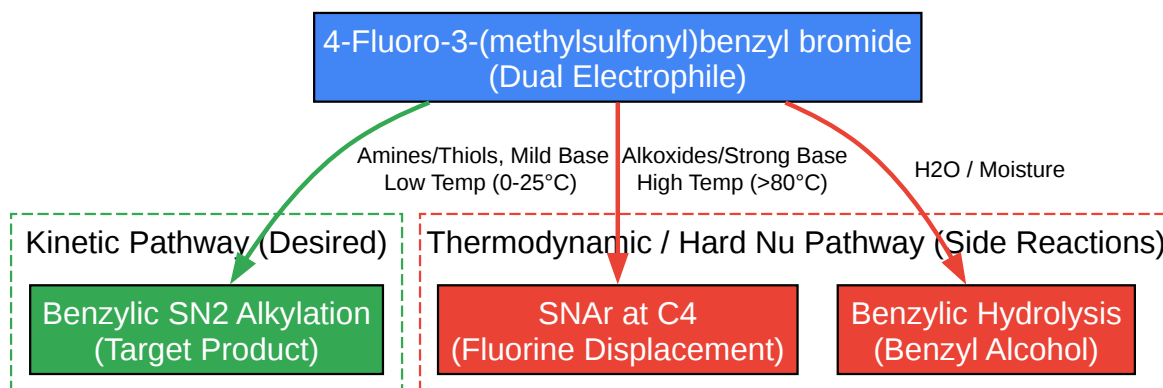 4-Fluoro-3-(methylsulfonyl)benzyl bromide
(Dual Electrophile)
Amines/Thiols, Mild Base
Low Temp (0-25°C)
Alkoxides/Strong Base
High Temp (>80°C)
H2O / Moisture
Kinetic Pathway (Desired)
Thermodynamic / Hard Nu Pathway (Side Reactions)
Benzylic SN2 Alkylation
(Target Product)
SNAr at C4
(Fluorine Displacement)
Benzylic Hydrolysis
(Benzyl Alcohol)